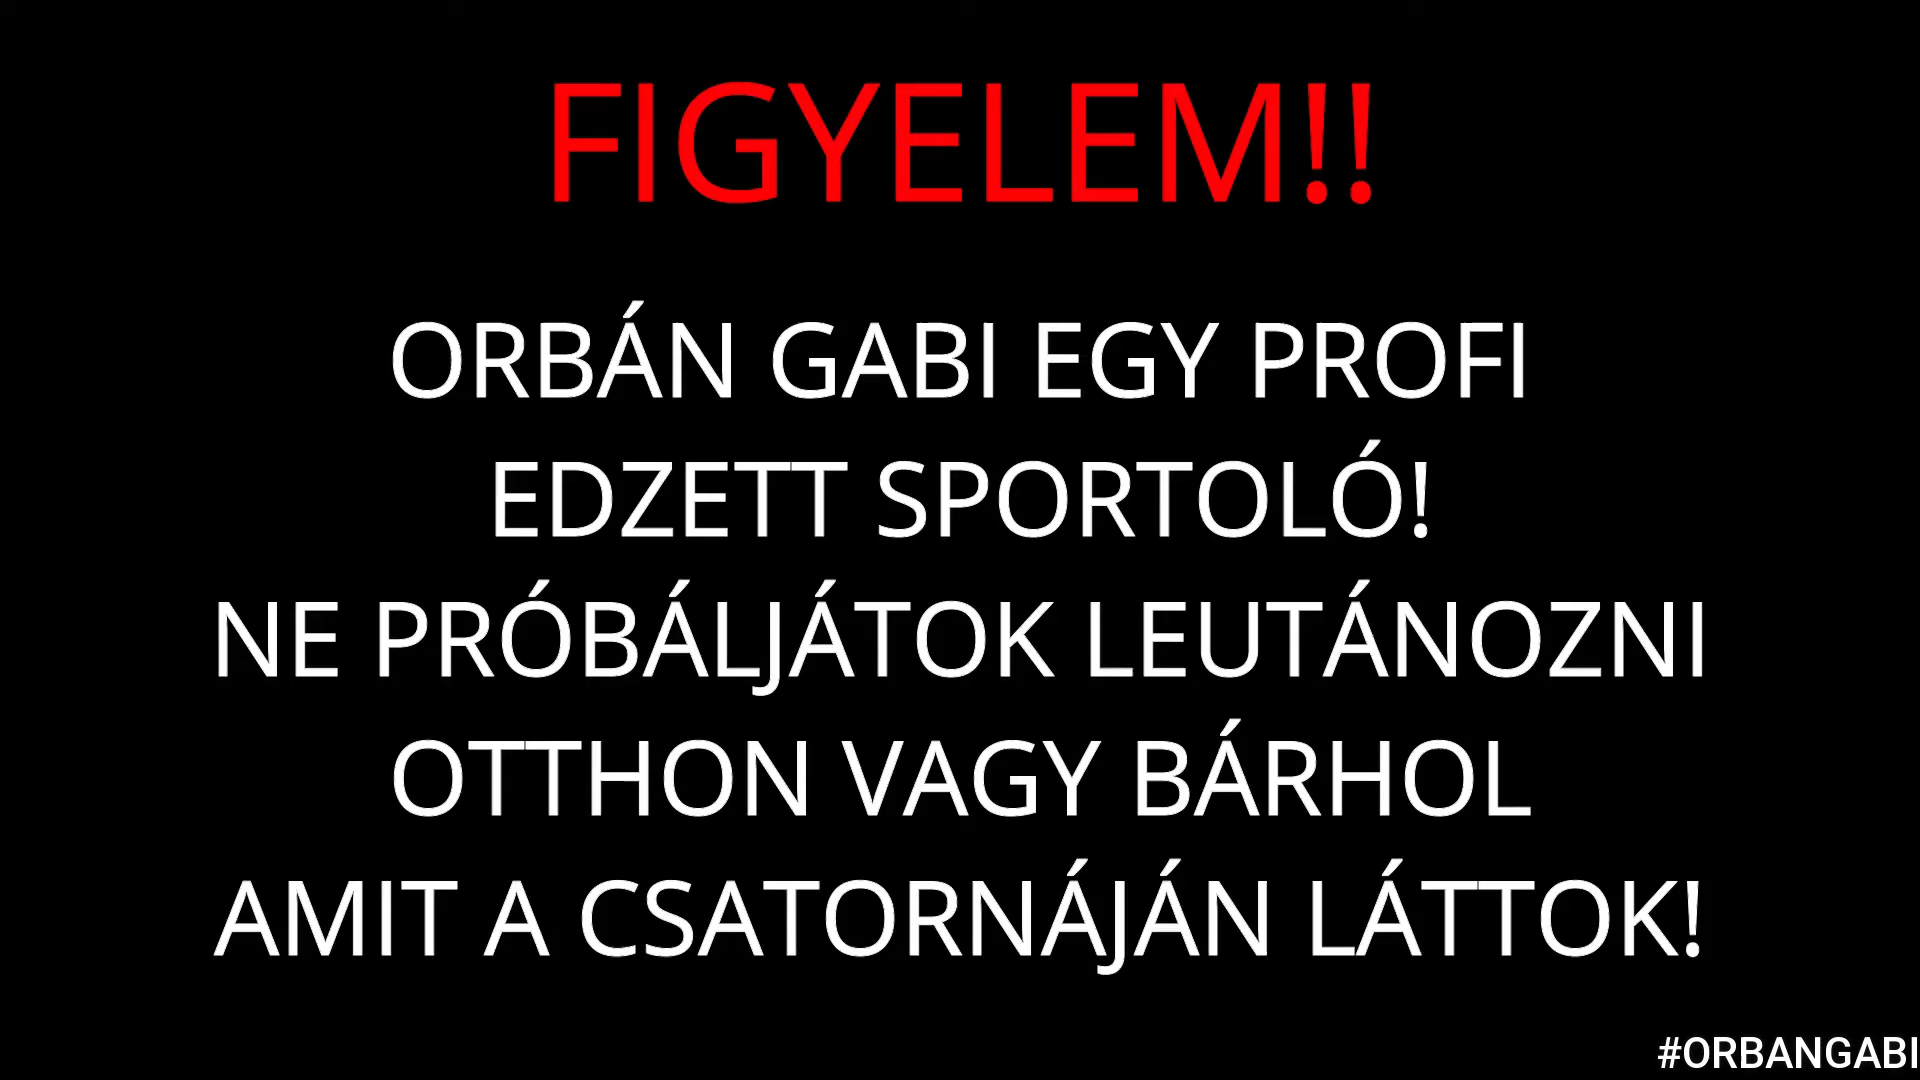 FIGYELEM!!
ORBÁN GABI EGY PROFI
EDZETT SPORTOLÓ!
NE PRÓBÁLJÁTOK LEUTÁNOZNI
OTTHON VAGY BÁRHOL
AMIT A CSATORNÁJÁN LÁTTOK!
#ORBANGABI